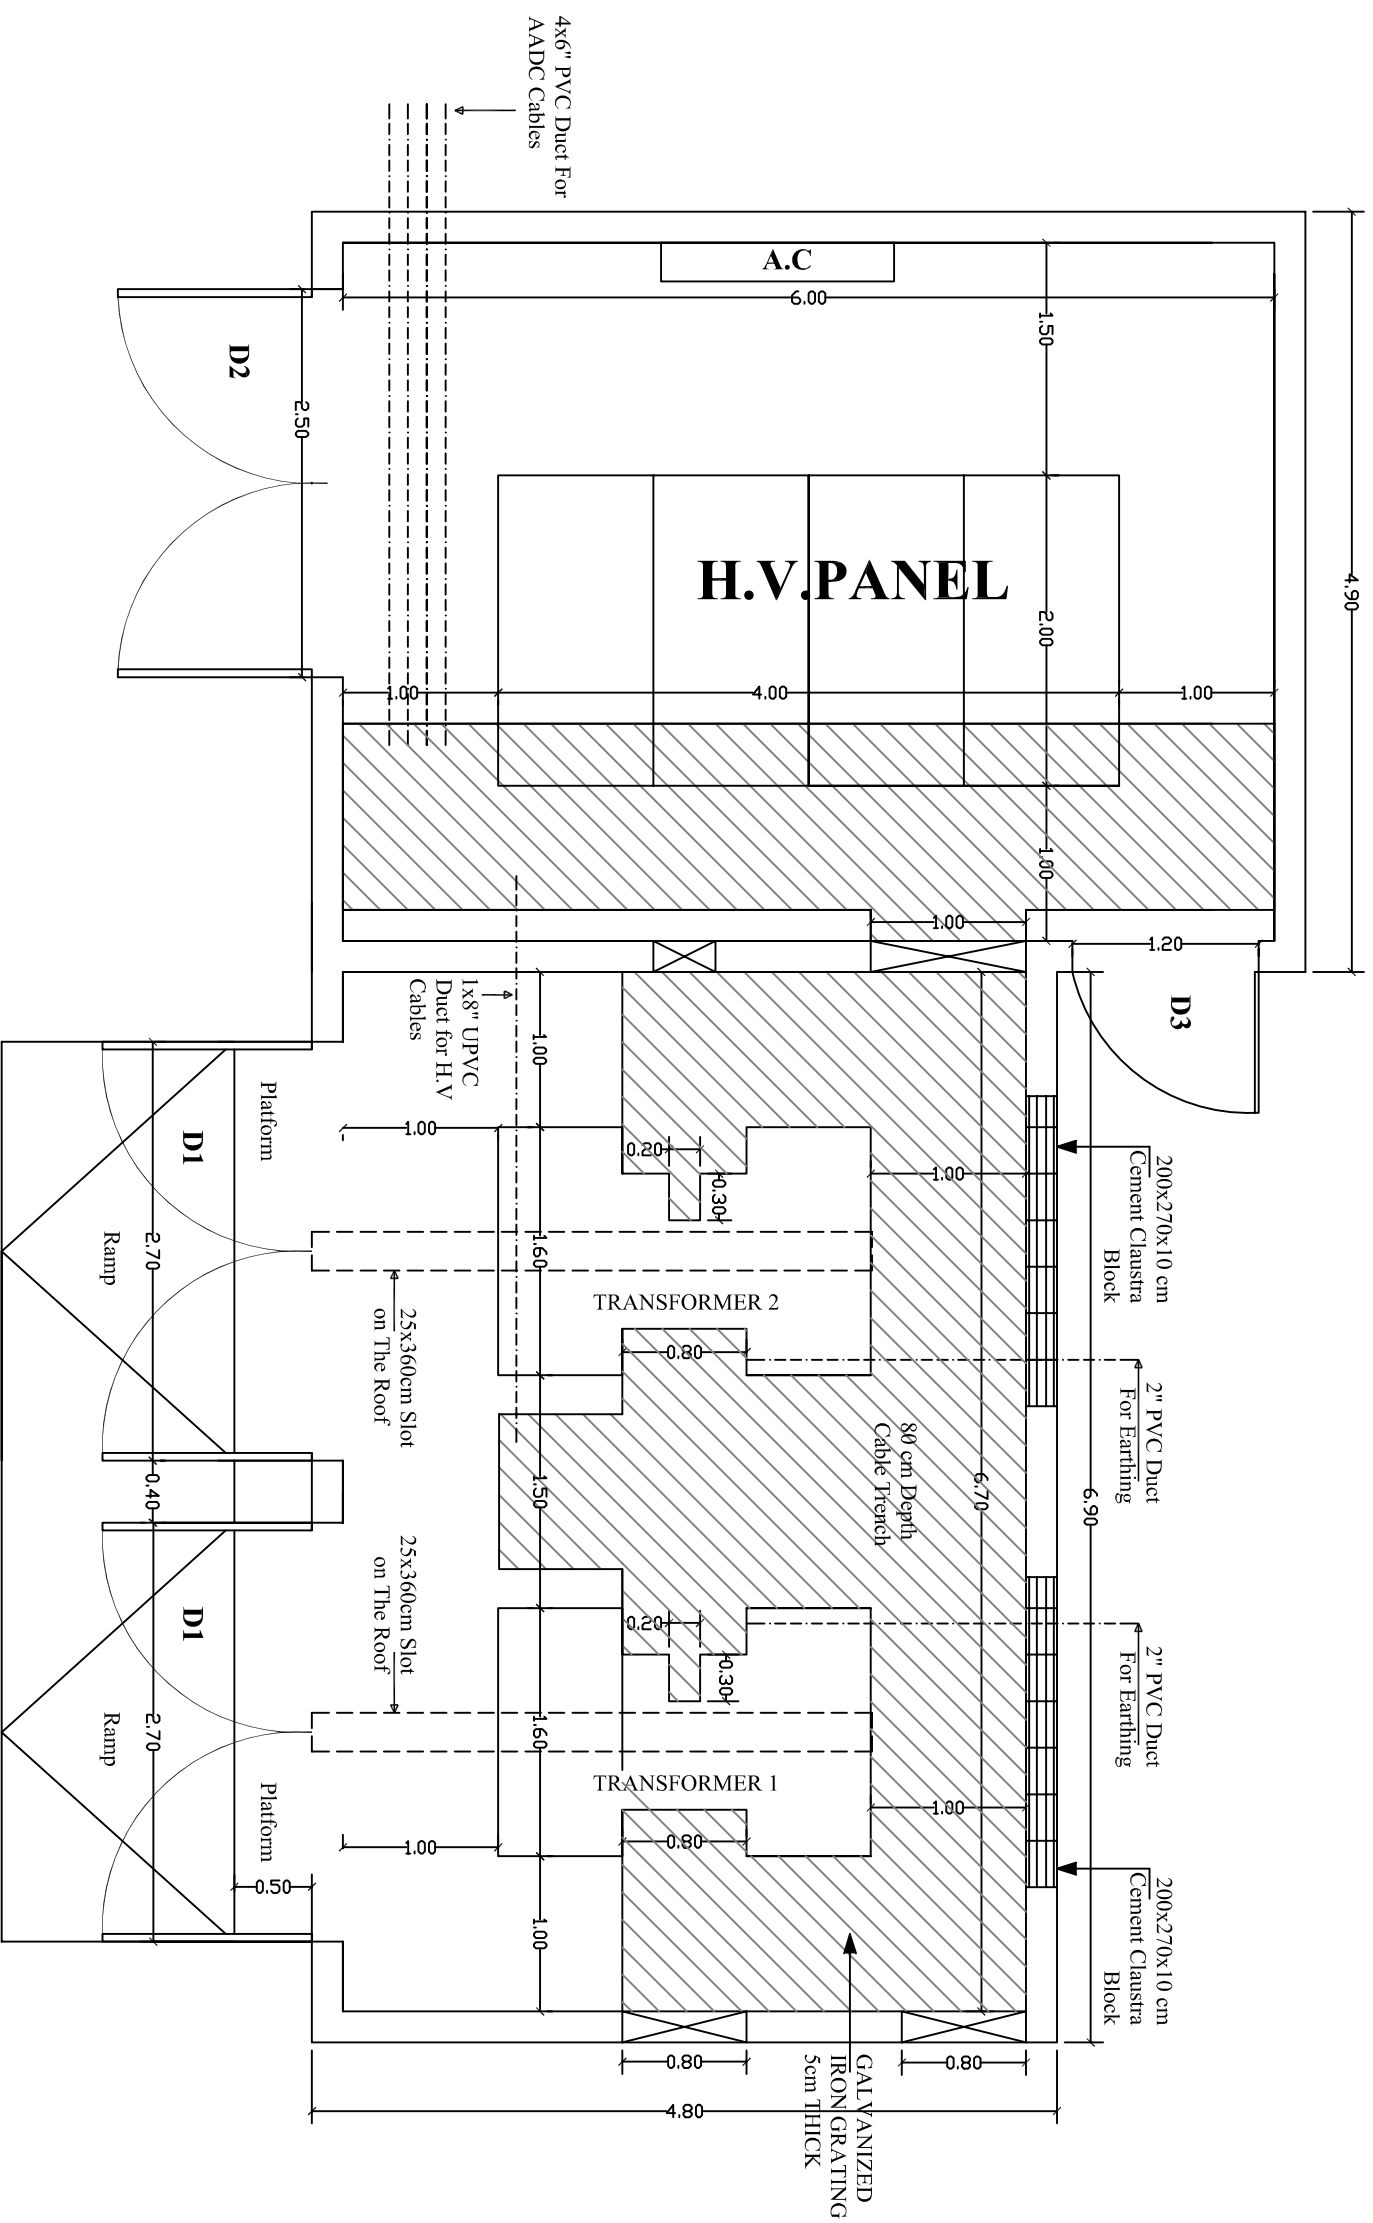 4x6" PVC Duct For
AADC Cables
4.90
A.C
6.00
1.50
D2
2.50
H.V.PANEL
2.00
1.00
4.00
1.00
1.00
1.00
1.20
D3
1x8" UPVC
Duct for H.V
Cables
1.00
Platform
D1
1.00
0.20
0.30
1.00
200x270x10 cm
Cement Claustra
Block
2.70
Ramp
1.60
TRANSFORMER 2
25x360cm Slot
on The Roof
0.80
2" PVC Duct
For Earthing
80 cm Depth
Cable Trench
0.40
1.50
6.70
6.90
25x360cm Slot
on The Roof
D1
0.20
0.30
2" PVC Duct
For Earthing
2.70
Ramp
1.60
TRANSFORMER 1
1.00
Platform
1.00
0.80
0.50
200x270x10 cm
Cement Claustra
Block
1.00
0.80
0.80
GALVANIZED
IRON GRATING
5cm THICK
4.80